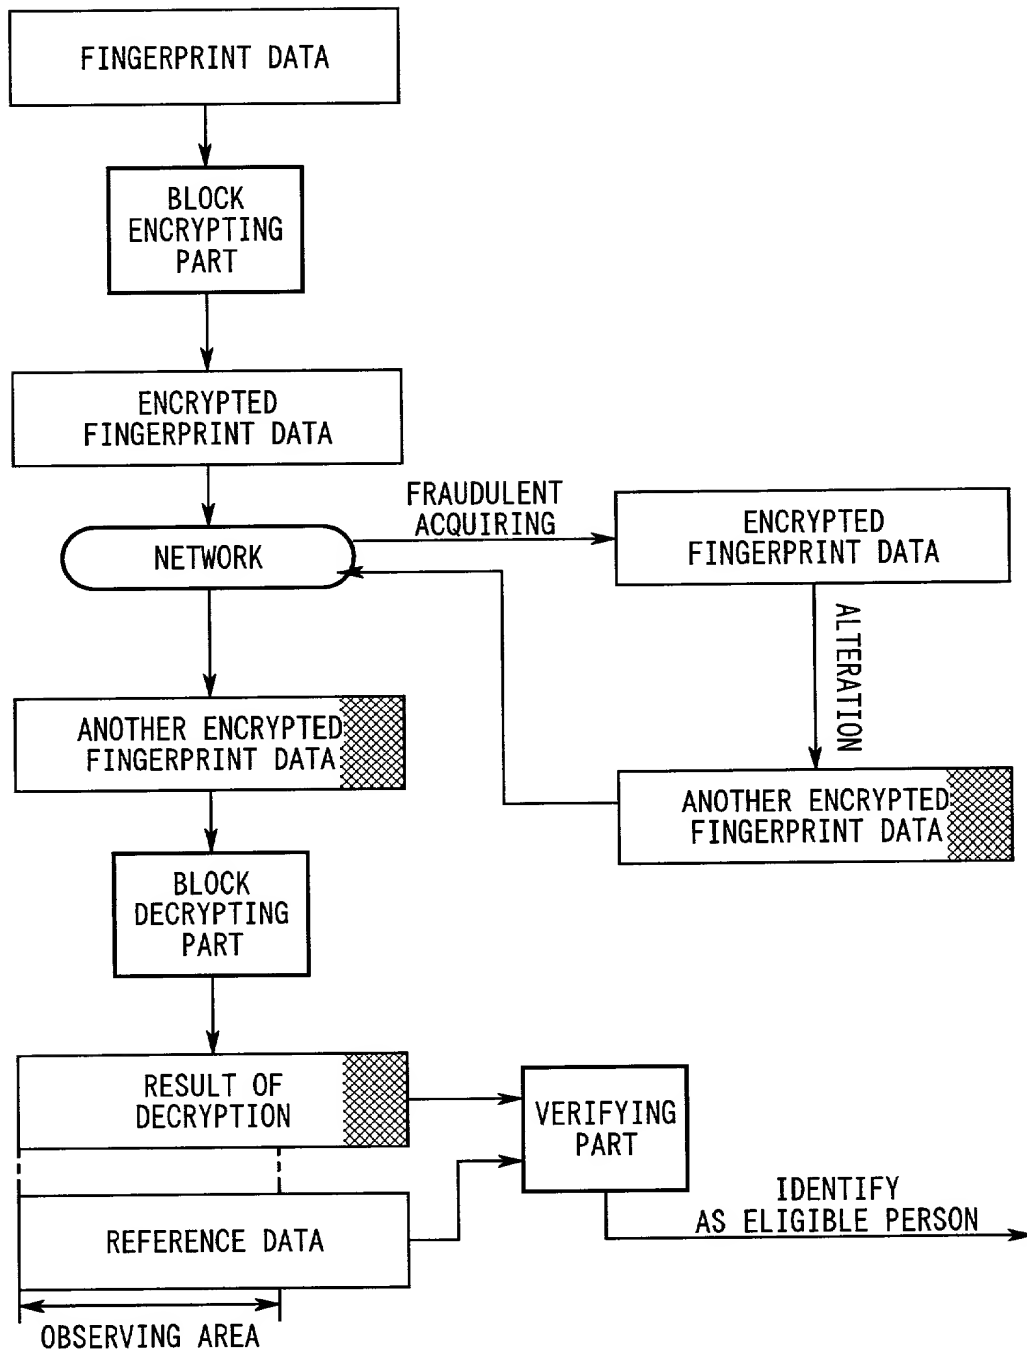 FINGERPRINT DATA
BLOCK
ENCRYPTING
PART
ENCRYPTED
FINGERPRINT DATA
NETWORK
FRAUDULENT
ACQUIRING
ENCRYPTED
FINGERPRINT DATA
ALTERATION
ANOTHER ENCRYPTED
FINGERPRINT DATA
ANOTHER ENCRYPTED
FINGERPRINT DATA
BLOCK
DECRYPTING
PART
RESULT OF
DECRYPTION
VERIFYING
PART
REFERENCE DATA
IDENTIFY
AS ELIGIBLE PERSON
OBSERVING AREA